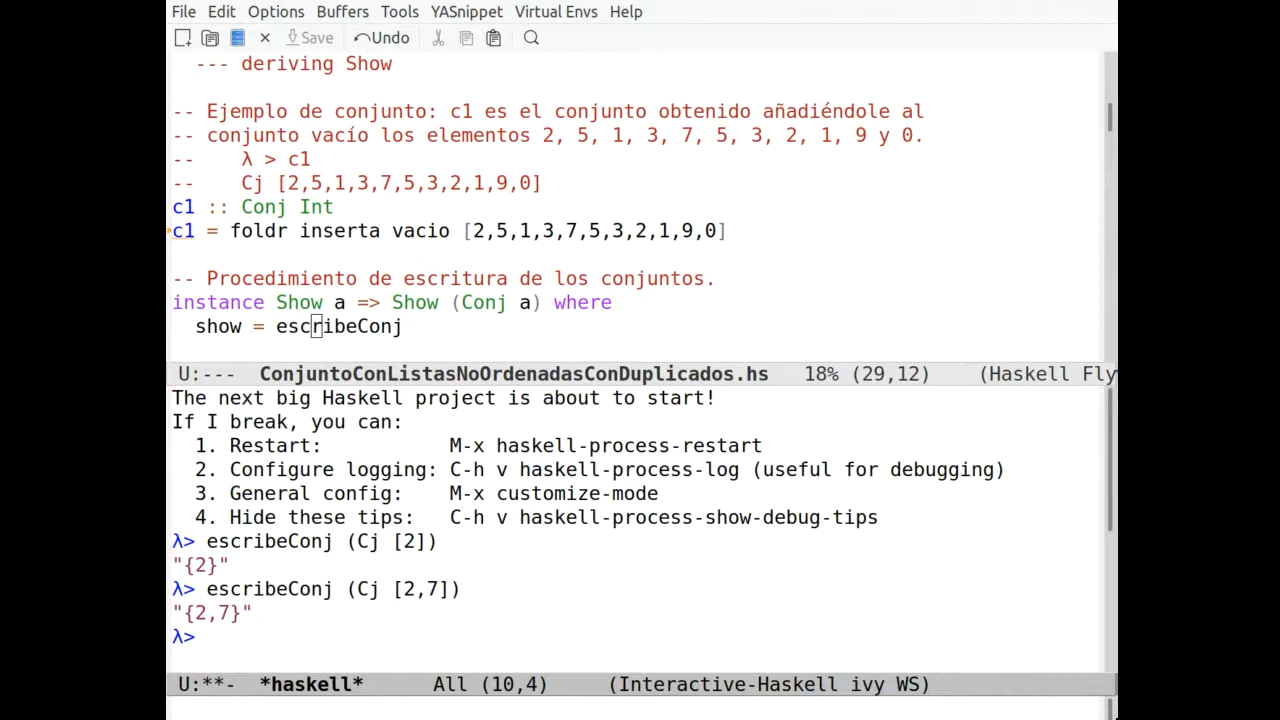 File Edit Options Buffers Tools YASnippet Virtual Envs Help
Save Undo
--- deriving Show
-- Ejemplo de conjunto: c1 es el conjunto obtenido añadiéndole al
-- conjunto vacío los elementos 2, 5, 1, 3, 7, 5, 3, 2, 1, 9 y 0.
--    λ > c1
--    Cj [2,5,1,3,7,5,3,2,1,9,0]
c1 :: Conj Int
c1 = foldr inserta vacio [2,5,1,3,7,5,3,2,1,9,0]
-- Procedimiento de escritura de los conjuntos.
instance Show a => Show (Conj a) where
  show = escribeConj
U:---  ConjuntoConListasNoOrdenadasConDuplicados.hs   18% (29,12)    (Haskell Fly
The next big Haskell project is about to start!
If I break, you can:
  1. Restart:           M-x haskell-process-restart
  2. Configure logging: C-h v haskell-process-log (useful for debugging)
  3. General config:    M-x customize-mode
  4. Hide these tips:   C-h v haskell-process-show-debug-tips
λ> escribeConj (Cj [2])
"{2}"
λ> escribeConj (Cj [2,7])
"{2,7}"
λ>
U:**-  *haskell*      All (10,4)     (Interactive-Haskell ivy WS)